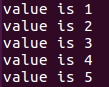 value is 1
value is 2
value is 3
value is 4
value is 5